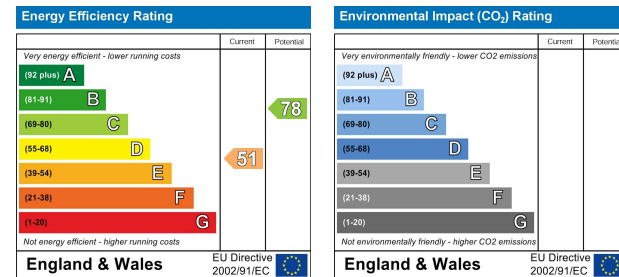 Energy Efficiency Rating
Current Potential
Very energy efficient - lower running costs
(92 plus) A
(81-91) B
78
(69-80) C
(55-68) D
51
(39-54) E
(21-38) F
(1-20) G
Not energy efficient - higher running costs
England & Wales
EU Directive
2002/91/EC
Environmental Impact (CO2) Rating
Current Potentia
Very environmentally friendly - lower CO2 emissions
(92 plus) A
(81-91) B
(69-80) C
(55-68) D
(39-54) E
(21-38) F
(1-20) G
Not environmentally friendly - higher CO2 emissions
England & Wales
EU Directive
2002/91/EC